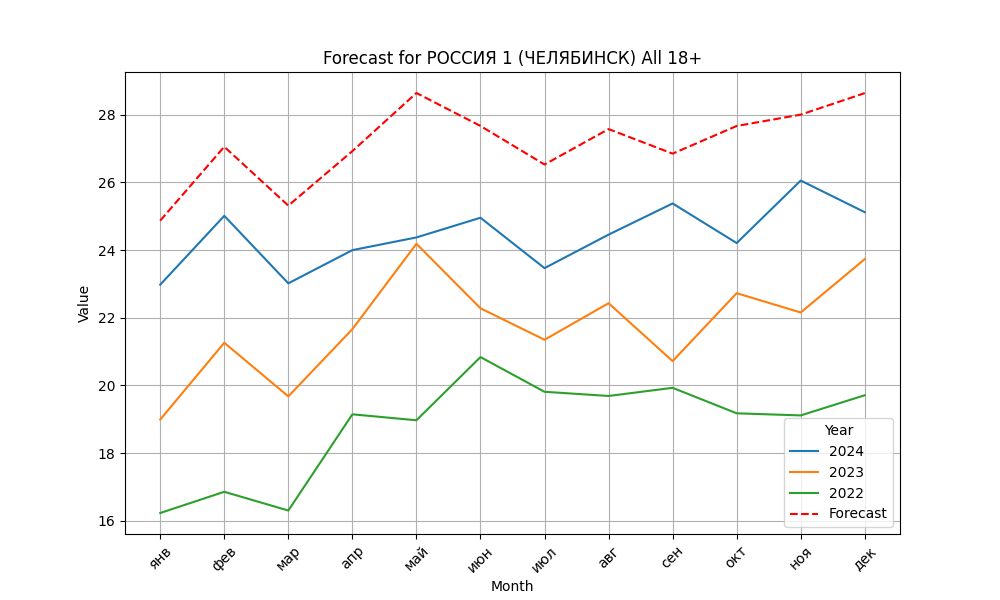 Forecast for РОССИЯ 1 (ЧЕЛЯБИНСК) All 18+
Value
28
26
24
22
20
18
16
янв
фев
мар
апр
май
июн
июл
авг
сен
окт
ноя
дек
Month
Year
2024
2023
2022
Forecast